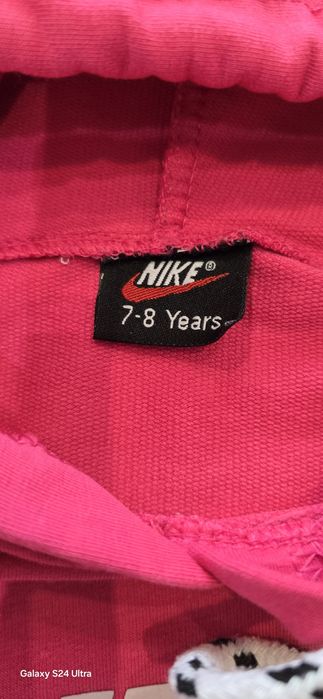 NIKE®
7-8 Years
Galaxy S24 Ultra